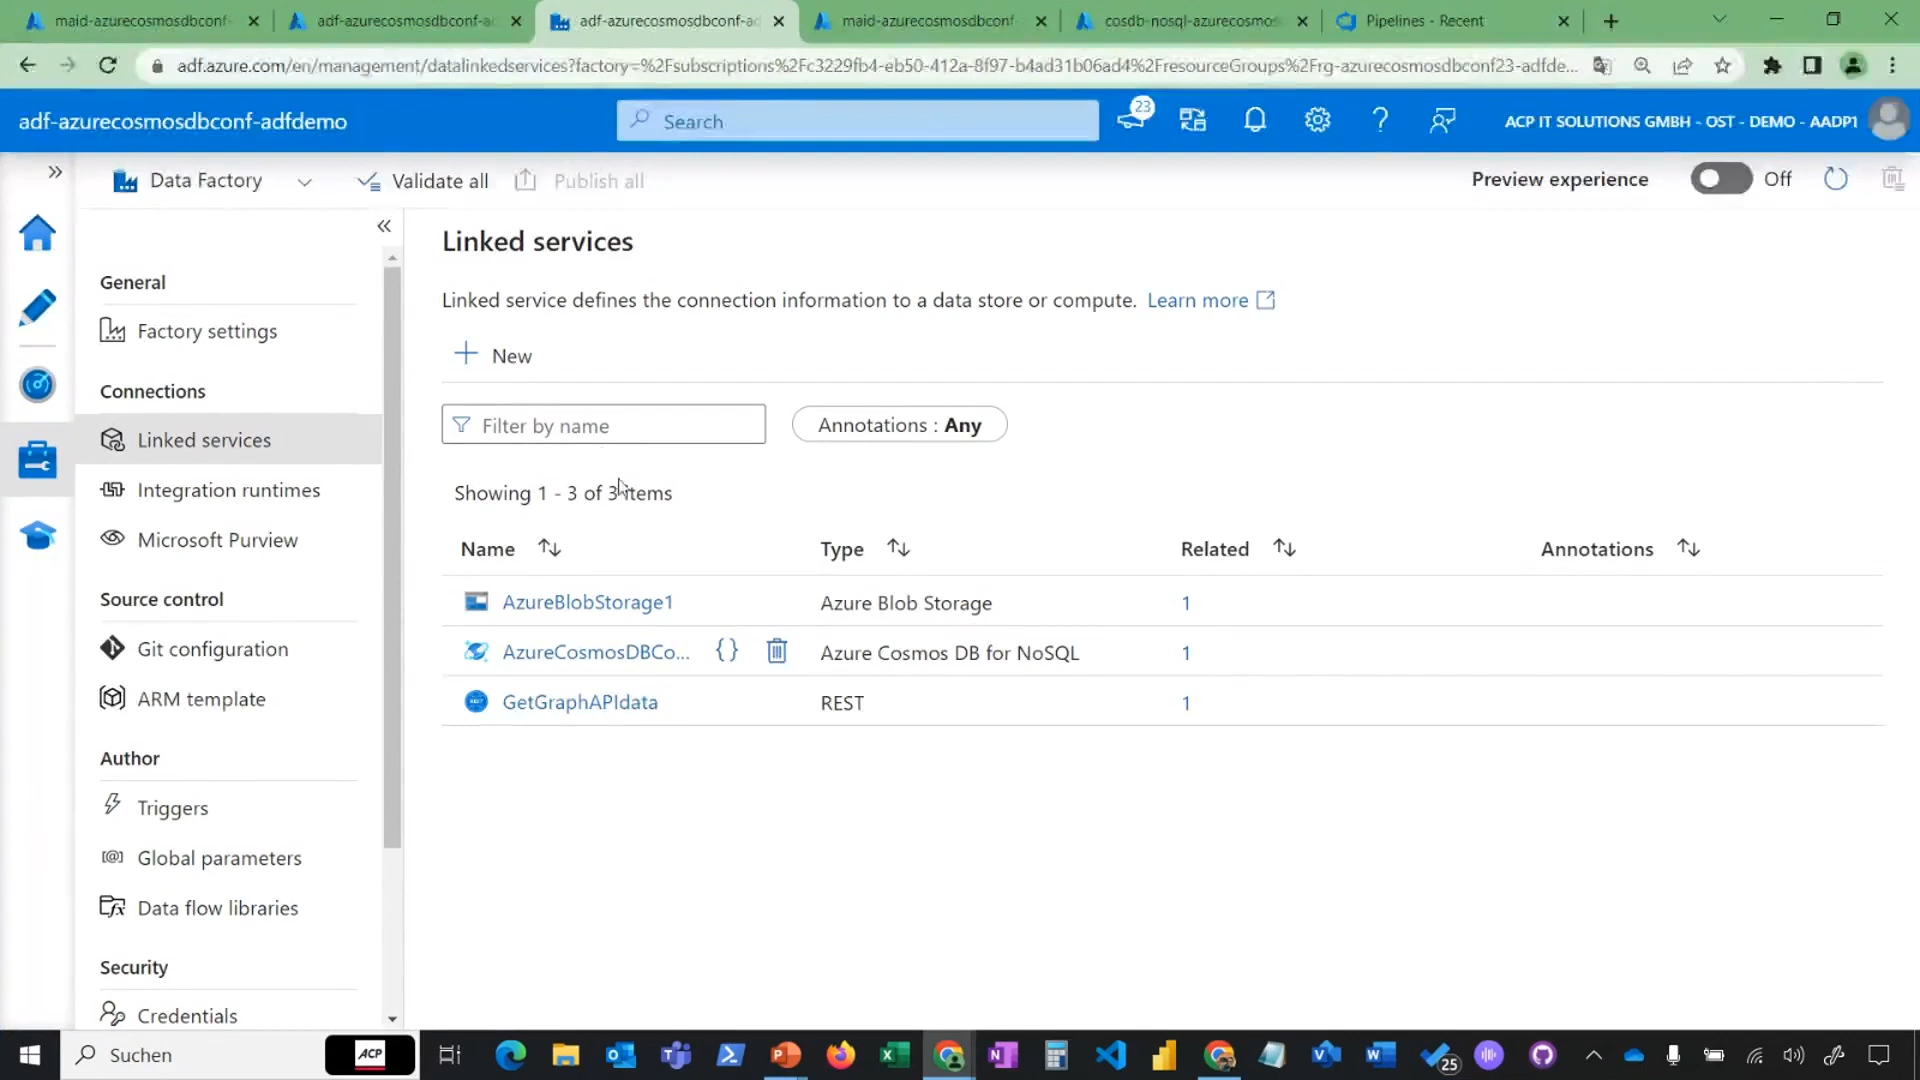 maid-azurecosmosdbconf-
adf-azurecosmosdbconf-a
adf-azurecosmosdbconf-ad
maid-azurecosmosdbconf-
cosdb-nosql-azurecosmos
Pipelines - Recent
adf.azure.com/en/management/datalinkedservices?factory=%2Fsubscriptions%2Fc3229fb4-eb50-412a-8f97-b4ad31b06ad4%2FresourceGroups%2Frg-azurecosmosdbconf23-adfde...
adf-azurecosmosdbconf-adfdemo
Search
23
ACP IT SOLUTIONS GMBH - OST - DEMO - AADP1
Data Factory
Validate all
Publish all
Preview experience
Off
General
Factory settings
Connections
Linked services
Integration runtimes
Microsoft Purview
Source control
Git configuration
ARM template
Author
Triggers
Global parameters
Data flow libraries
Security
Credentials
Linked services
Linked service defines the connection information to a data store or compute. Learn more
New
Filter by name
Annotations : Any
Showing 1 - 3 of 3 items
Name Type Related Annotations
AzureBlobStorage1 Azure Blob Storage 1
AzureCosmosDBCo... {} Azure Cosmos DB for NoSQL 1
GetGraphAPIdata REST 1
Suchen
ACP
25